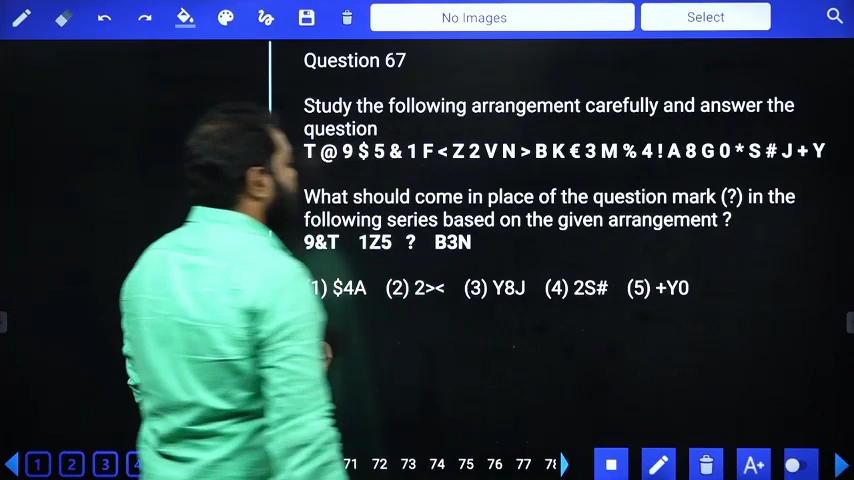 No Images
Select
Question 67
Study the following arrangement carefully and answer the
question
T @ 9 $ 5 & 1 F < Z 2 V N > B K € 3 M % 4 ! A 8 G 0 * S # J + Y
What should come in place of the question mark (?) in the
following series based on the given arrangement ?
9&T 1Z5 ? B3N
1) $4A (2) 2>< (3) Y8J (4) 2S# (5) +Y0
1 2 3 4 71 72 73 74 75 76 77
A+